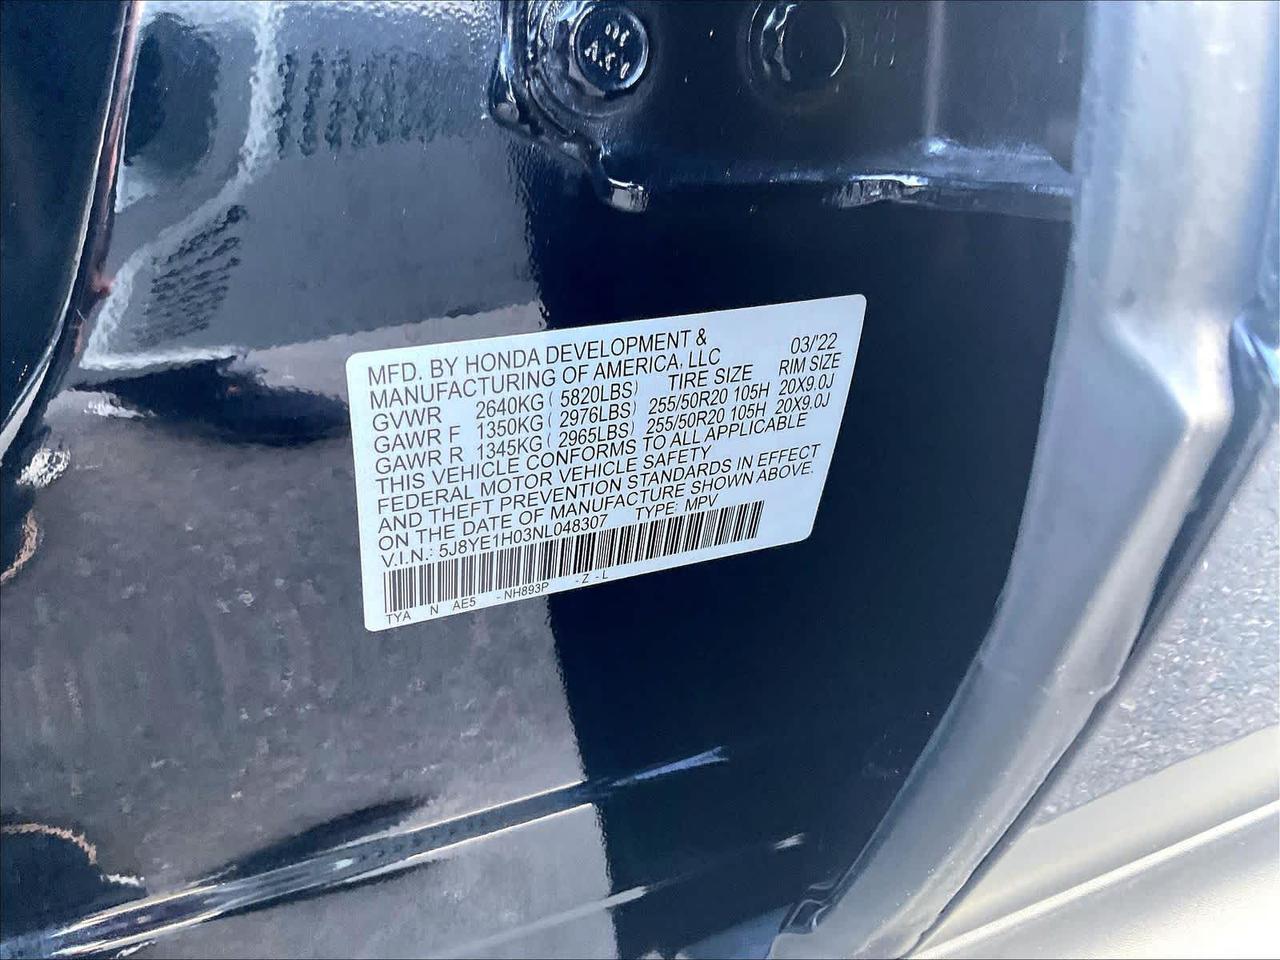 MFD. BY HONDA DEVELOPMENT & 03/'22
MANUFACTURING OF AMERICA, LLC RIM SIZE
GVWR 2640KG ( 5820LBS) TIRE SIZE 20X9.0J
GAWR F 1350KG ( 2976LBS) 255/50R20 105H 20X9.0J
GAWR R 1345KG ( 2965LBS) 255/50R20 105H
THIS VEHICLE CONFORMS TO ALL APPLICABLE
FEDERAL MOTOR VEHICLE SAFETY
AND THEFT PREVENTION STANDARDS IN EFFECT
ON THE DATE OF MANUFACTURE SHOWN ABOVE.
V.I.N.: 5J8YE1H03NL048307 TYPE: MPV
TYA N AE5 - NH893P - Z - L